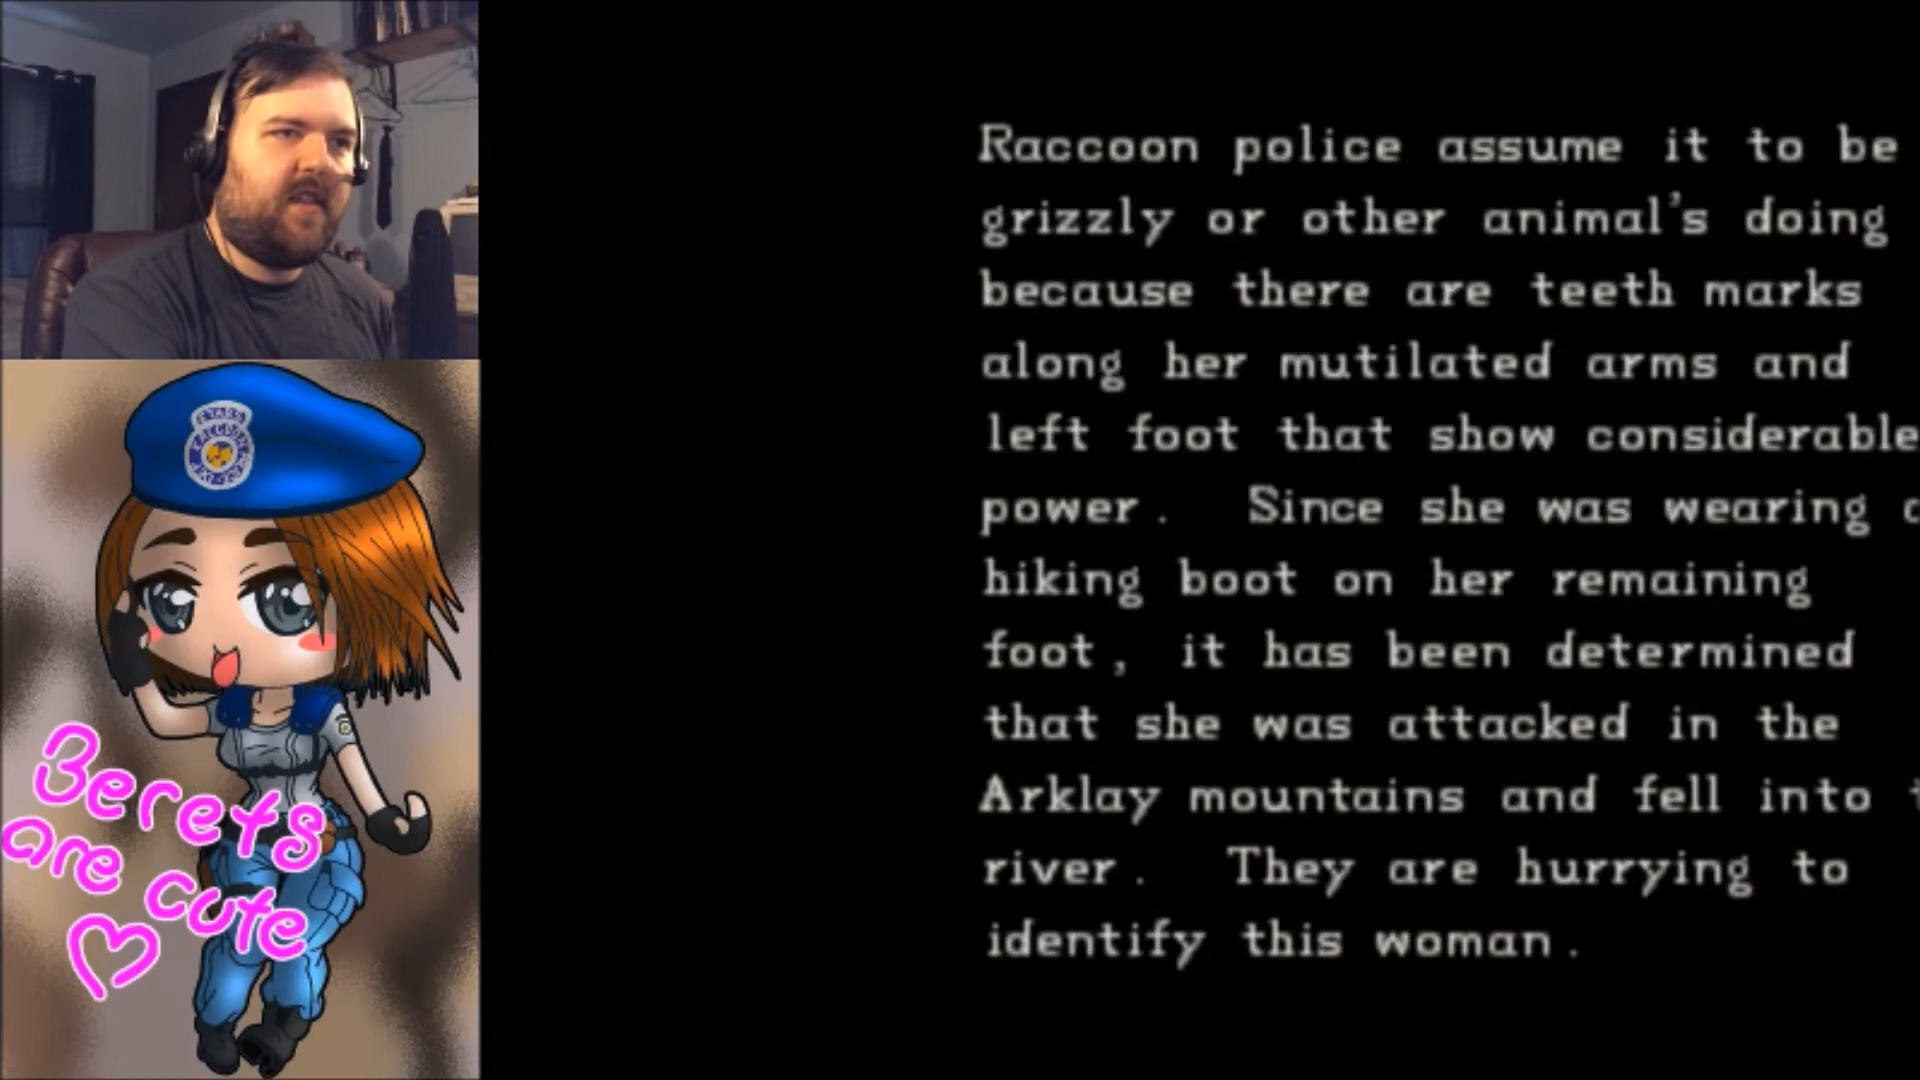 Raccoon police assume it to be
grizzly or other animal's doing
because there are teeth marks
along her mutilated arms and
left foot that show considerable
power. Since she was wearing
hiking boot on her remaining
foot, it has been determined
that she was attacked in the
Arklay mountains and fell into
river. They are hurrying to
identify this woman.
STARS
Berets
are cute